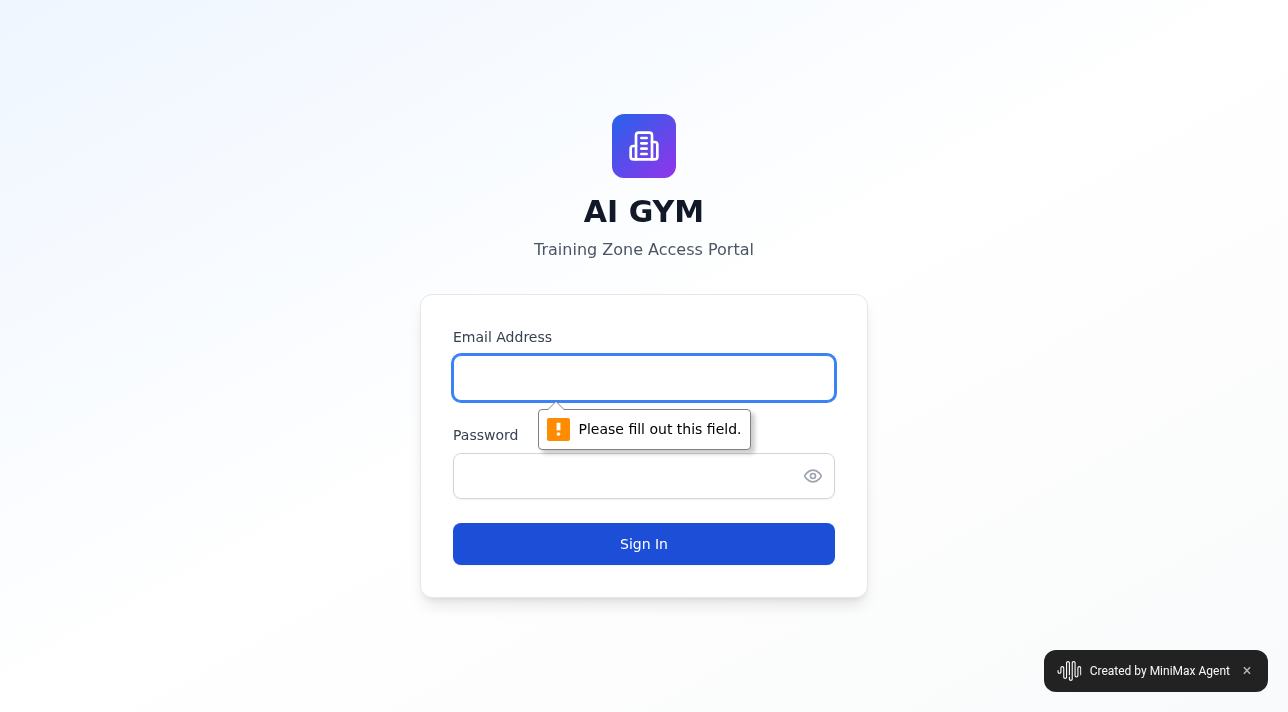 AI GYM
Training Zone Access Portal
Email Address
Please fill out this field.
Password
Sign In
Created by MiniMax Agent ×